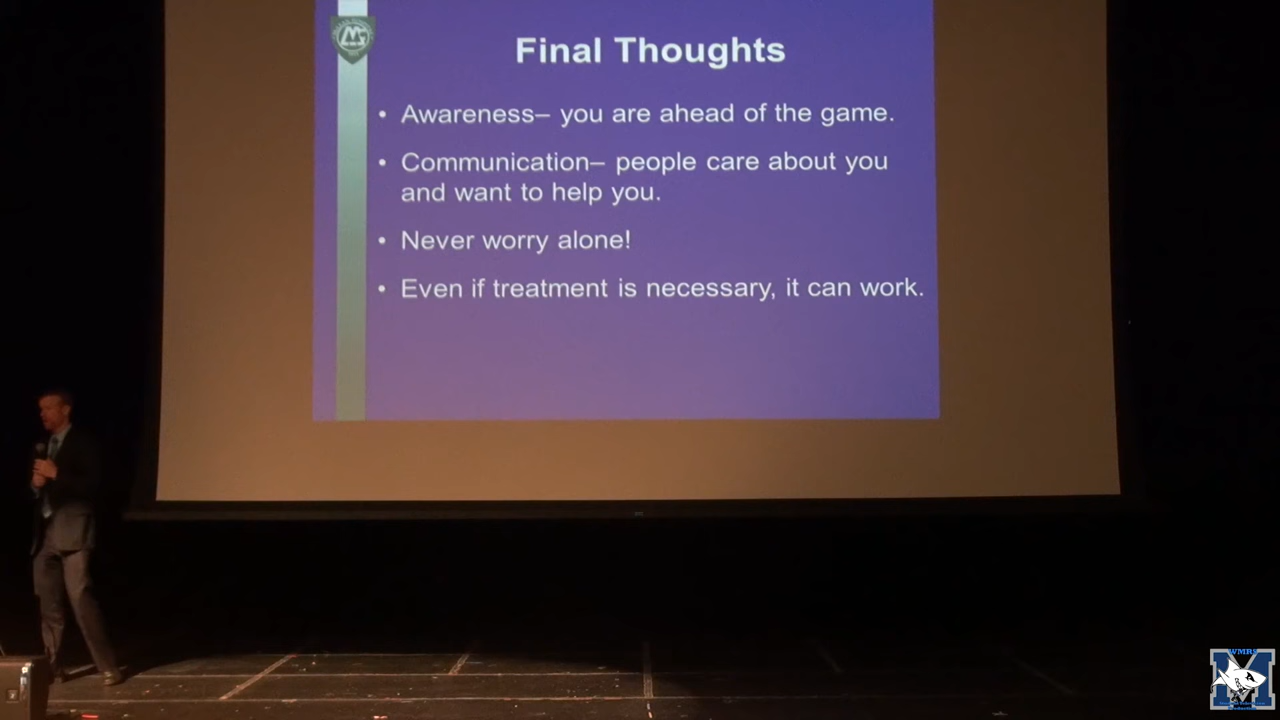 Final Thoughts
• Awareness– you are ahead of the game.
• Communication– people care about you
and want to help you.
• Never worry alone!
• Even if treatment is necessary, it can work.
WMRS
M